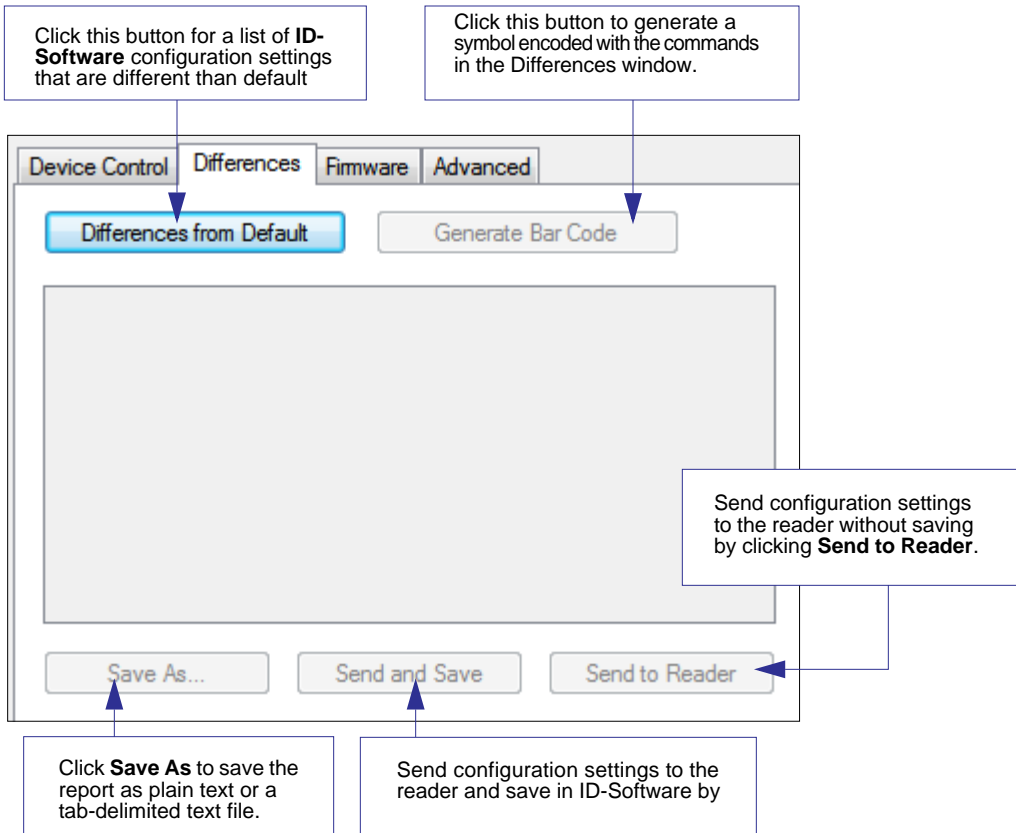 Click this button for a list of ID-
Software configuration settings
that are different than default
Click this button to generate a
symbol encoded with the commands
in the Differences window.
Device Control Differences Firmware Advanced
Differences from Default Generate Bar Code
Send configuration settings
to the reader without saving
by clicking Send to Reader.
Save As... Send and Save Send to Reader
Click Save As to save the
report as plain text or a
tab-delimited text file.
Send configuration settings to the
reader and save in ID-Software by